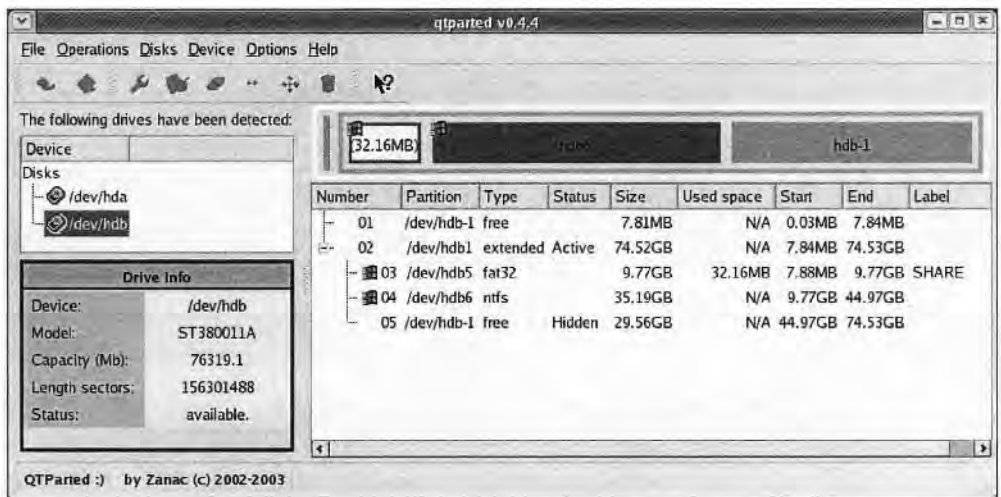 qtparted v0.4.4
File Operations Disks Device Options Help
The following drives have been detected:
Device
Disks
/dev/hda
/dev/hdb
Drive Info
Device: /dev/hdb
Model: ST380011A
Capacity (Mb): 76319.1
Length sectors: 156301488
Status: available.
(32.16MB)
hdb-1
Number Partition Type Status Size Used space Start End Label
01 /dev/hdb-1 free 7.81MB N/A 0.03MB 7.84MB
02 /dev/hdb1 extended Active 74.52GB N/A 7.84MB 74.53GB
03 /dev/hdb5 fat32 9.77GB 32.16MB 7.88MB 9.77GB SHARE
04 /dev/hdb6 ntfs 35.19GB N/A 9.77GB 44.97GB
05 /dev/hdb-1 free Hidden 29.56GB N/A 44.97GB 74.53GB
QTParted :) by Zanac (c) 2002-2003